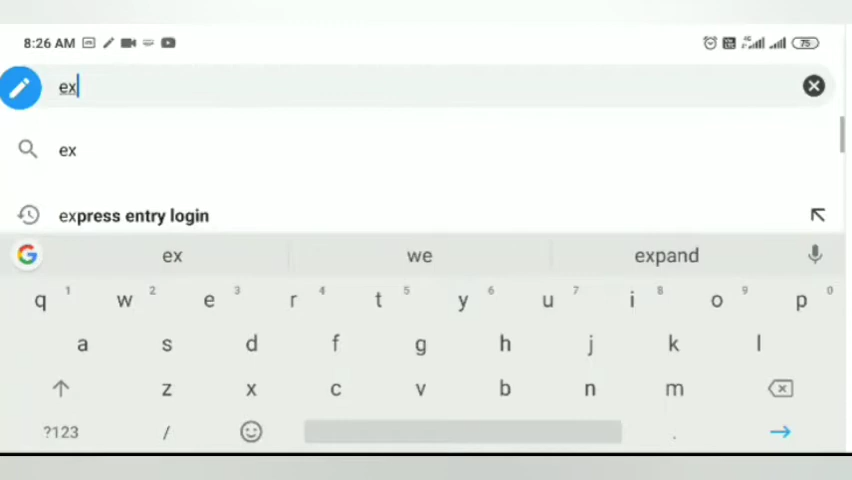 8:26 AM 75
ex
ex
express entry login
ex we expand
q 1 w 2 e 3 r 4 t 5 y 6 u 7 i 8 o 9 p 0
a s d f g h j k l
z x c v b n m
?123 / .